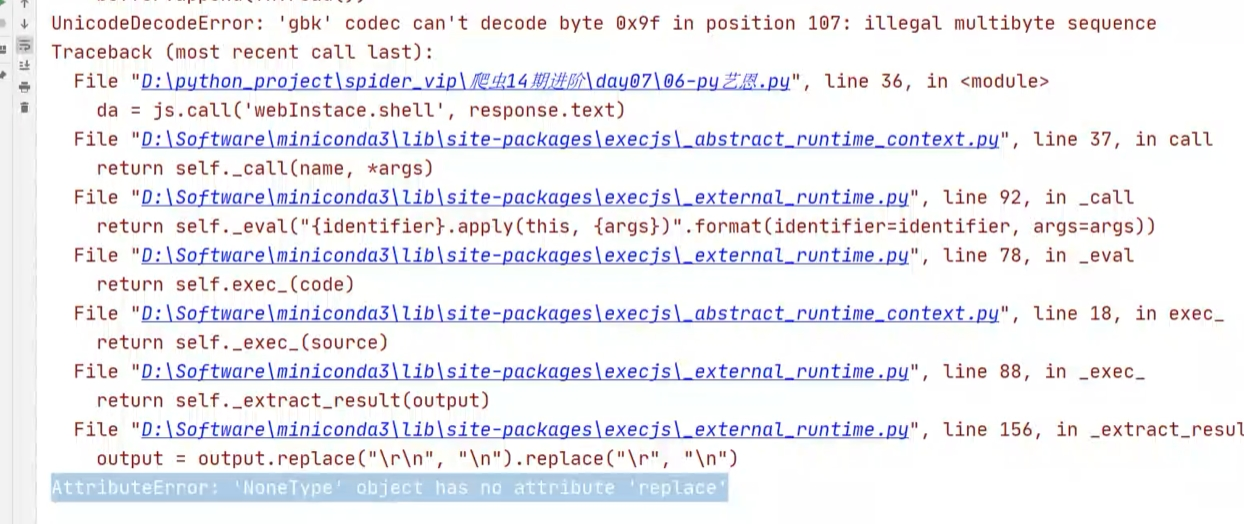 UnicodeDecodeError: 'gbk' codec can't decode byte 0x9f in position 107: illegal multibyte sequence
Traceback (most recent call last):
  File "D:\python_project\spider_vip\爬虫14期进阶\day07\06-py艺恩.py", line 36, in <module>
    da = js.call('webInstace.shell', response.text)
  File "D:\Software\miniconda3\lib\site-packages\execjs\_abstract_runtime_context.py", line 37, in call
    return self._call(name, *args)
  File "D:\Software\miniconda3\lib\site-packages\execjs\_external_runtime.py", line 92, in _call
    return self._eval("{identifier}.apply(this, {args})".format(identifier=identifier, args=args))
  File "D:\Software\miniconda3\lib\site-packages\execjs\_external_runtime.py", line 78, in _eval
    return self.exec_(code)
  File "D:\Software\miniconda3\lib\site-packages\execjs\_abstract_runtime_context.py", line 18, in exec_
    return self._exec_(source)
  File "D:\Software\miniconda3\lib\site-packages\execjs\_external_runtime.py", line 88, in _exec_
    return self._extract_result(output)
  File "D:\Software\miniconda3\lib\site-packages\execjs\_external_runtime.py", line 156, in _extract_resul
    output = output.replace("\r\n", "\n").replace("\r", "\n")
AttributeError: 'NoneType' object has no attribute 'replace'